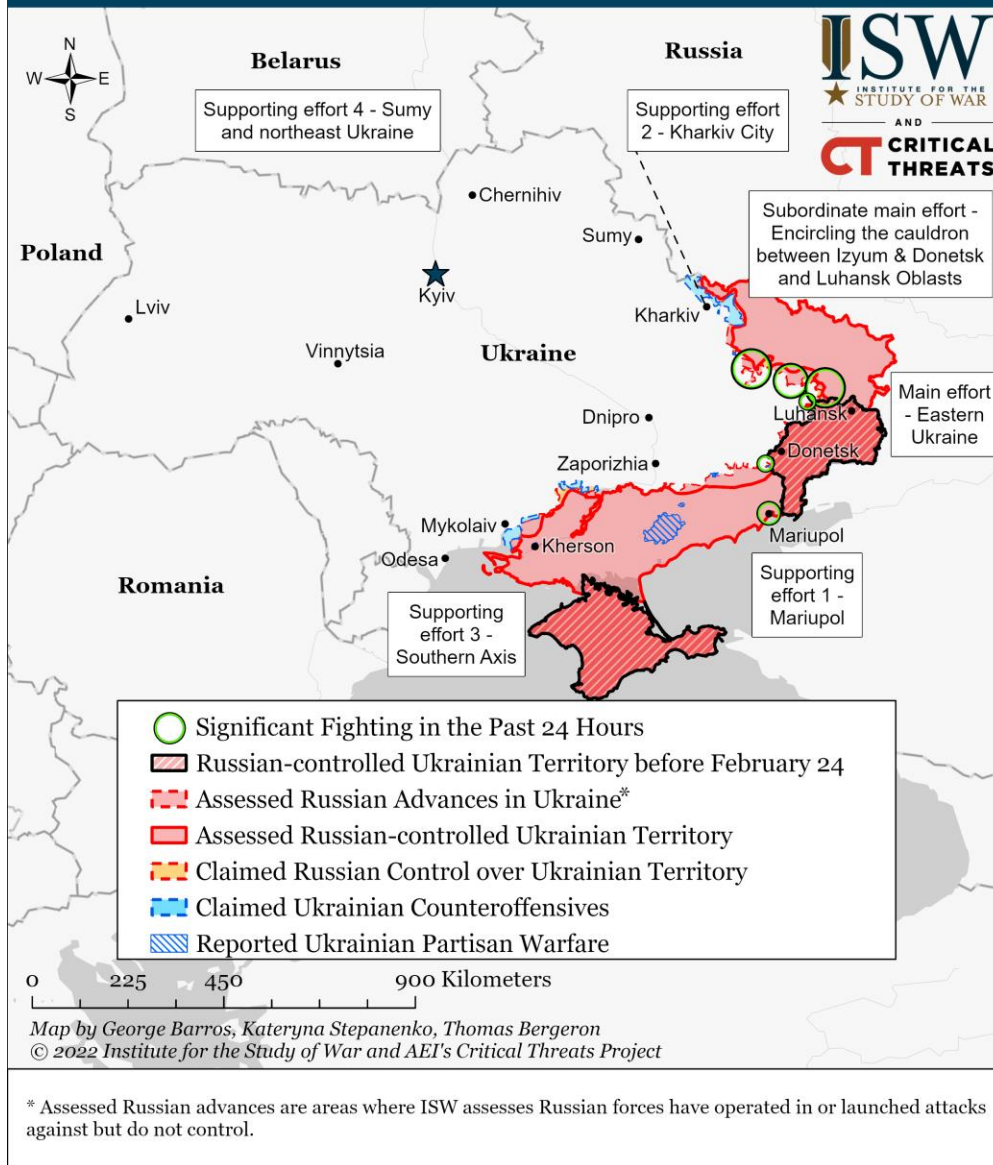 N
W
E
S
Belarus
Russia
ISW
INSTITUTE FOR THE
STUDY OF WAR
AND
CT CRITICAL
THREATS
Supporting effort 4 - Sumy
and northeast Ukraine
Supporting effort
2 - Kharkiv City
Subordinate main effort -
Encircling the cauldron
between Izyum & Donetsk
and Luhansk Oblasts
Chernihiv
Sumy
Poland
Kyiv
Lviv
Kharkiv
Vinnytsia
Ukraine
Main effort
- Eastern
Ukraine
Dnipro
Luhansk
Donetsk
Zaporizhia
Mykolaiv
Mariupol
Kherson
Odesa
Romania
Supporting
effort 1 -
Mariupol
Supporting
effort 3 -
Southern Axis
Significant Fighting in the Past 24 Hours
Russian-controlled Ukrainian Territory before February 24
Assessed Russian Advances in Ukraine*
Assessed Russian-controlled Ukrainian Territory
Claimed Russian Control over Ukrainian Territory
Claimed Ukrainian Counteroffensives
Reported Ukrainian Partisan Warfare
0 225 450 900 Kilometers
Map by George Barros, Kateryna Stepanenko, Thomas Bergeron
© 2022 Institute for the Study of War and AEI's Critical Threats Project
* Assessed Russian advances are areas where ISW assesses Russian forces have operated in or launched attacks
against but do not control.